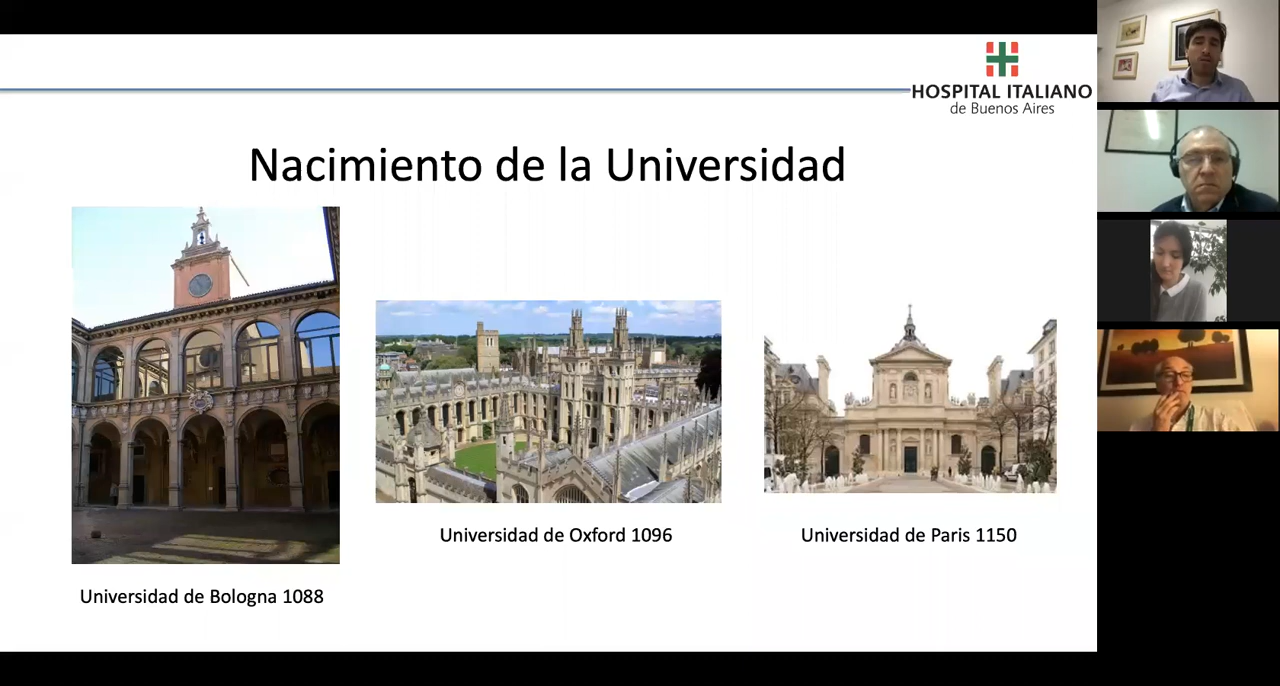 HOSPITAL ITALIANO
de Buenos Aires
Nacimiento de la Universidad
Universidad de Oxford 1096
Universidad de Paris 1150
Universidad de Bologna 1088